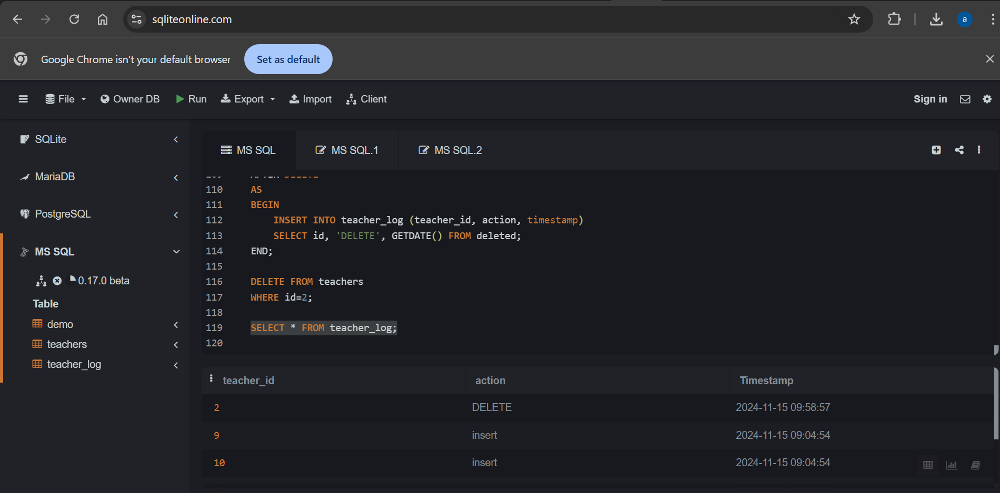 sqliteonline.com
a
Google Chrome isn't your default browser
Set as default
File
Owner DB
Run
Export
Import
Client
Sign in
SQLite
MariaDB
PostgreSQL
MS SQL
0.17.0 beta
Table
demo
teachers
teacher_log
MS SQL
MS SQL.1
MS SQL.2
109 AFTER DELETE
110 AS
111 BEGIN
112 INSERT INTO teacher_log (teacher_id, action, timestamp)
113 SELECT id, 'DELETE', GETDATE() FROM deleted;
114 END;
115
116 DELETE FROM teachers
117 WHERE id=2;
118
119 SELECT * FROM teacher_log;
120
teacher_id action Timestamp
2 DELETE 2024-11-15 09:58:57
9 insert 2024-11-15 09:04:54
10 insert 2024-11-15 09:04:54